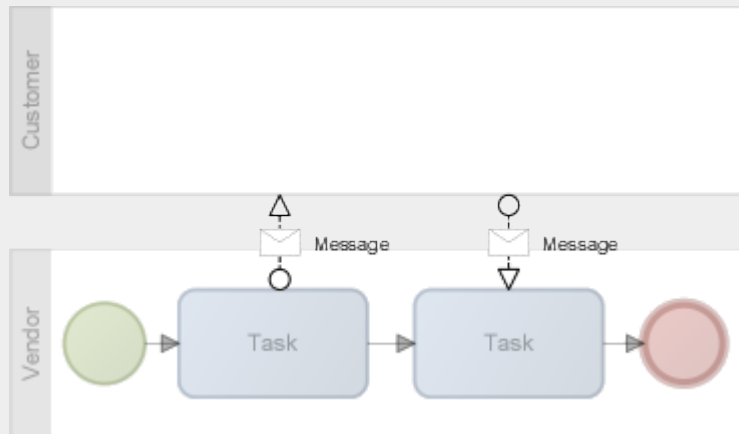 Customer
Message
Message
Vendor
Task
Task